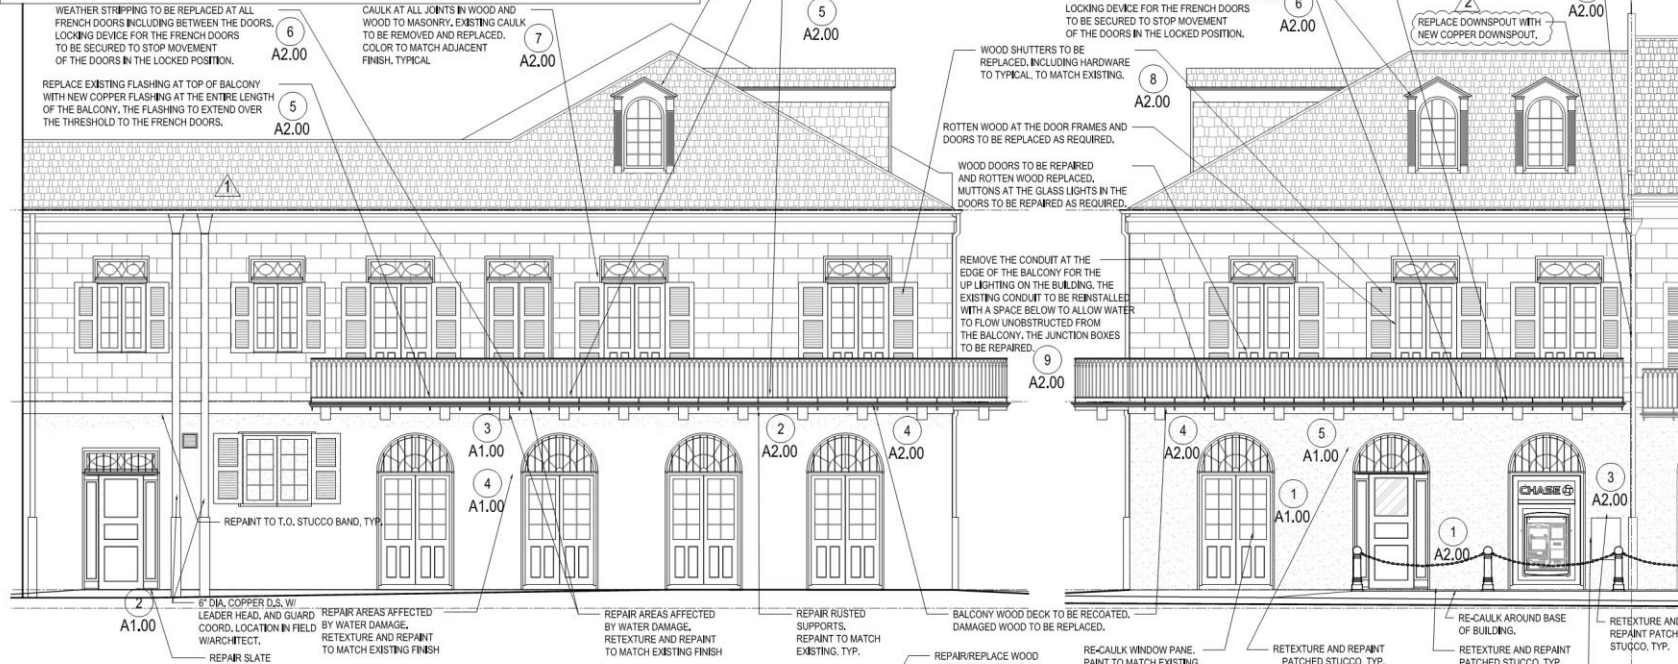 WEATHER STRIPPING TO BE REPLACED AT ALL
FRENCH DOORS INCLUDING BETWEEN THE DOORS.
LOCKING DEVICE FOR THE FRENCH DOORS
TO BE SECURED TO STOP MOVEMENT
OF THE DOORS IN THE LOCKED POSITION.
6
A2.00
REPLACE EXISTING FLASHING AT TOP OF BALCONY
WITH NEW COPPER FLASHING AT THE ENTIRE LENGTH
OF THE BALCONY. THE FLASHING TO EXTEND OVER
THE THRESHOLD TO THE FRENCH DOORS.
5
A2.00
CAULK AT ALL JOINTS IN WOOD AND
WOOD TO MASONRY. EXISTING CAULK
TO BE REMOVED AND REPLACED.
COLOR TO MATCH ADJACENT
FINISH. TYPICAL
7
A2.00
5
A2.00
LOCKING DEVICE FOR THE FRENCH DOORS
TO BE SECURED TO STOP MOVEMENT
OF THE DOORS IN THE LOCKED POSITION.
6
A2.00
2
REPLACE DOWNSPOUT WITH
NEW COPPER DOWNSPOUT.
A2.00
WOOD SHUTTERS TO BE
REPLACED. INCLUDING HARDWARE
TO TYPICAL, TO MATCH EXISTING.
8
A2.00
ROTTEN WOOD AT THE DOOR FRAMES AND
DOORS TO BE REPLACED AS REQUIRED.
WOOD DOORS TO BE REPAIRED
AND ROTTEN WOOD REPLACED.
MUTTONS AT THE GLASS LIGHTS IN THE
DOORS TO BE REPAIRED AS REQUIRED.
1
REMOVE THE CONDUIT AT THE
EDGE OF THE BALCONY FOR THE
UP LIGHTING ON THE BUILDING. THE
EXISTING CONDUIT TO BE REINSTALLED
WITH A SPACE BELOW TO ALLOW WATER
TO FLOW UNOBSTRUCTED FROM
THE BALCONY. THE JUNCTION BOXES
TO BE REPAIRED.
9
A2.00
3
A1.00
4
A1.00
2
A2.00
4
A2.00
4
A2.00
5
A1.00
1
A1.00
1
A2.00
CHASE
3
A2.00
REPAINT TO T.O. STUCCO BAND, TYP.
2
A1.00
6" DIA. COPPER D.S. W/
LEADER HEAD, AND GUARD
COORD. LOCATION IN FIELD
W/ARCHITECT.
REPAIR SLATE
REPAIR AREAS AFFECTED
BY WATER DAMAGE.
RETEXTURE AND REPAINT
TO MATCH EXISTING FINISH
REPAIR AREAS AFFECTED
BY WATER DAMAGE.
RETEXTURE AND REPAINT
TO MATCH EXISTING FINISH
REPAIR RUSTED
SUPPORTS.
REPAINT TO MATCH
EXISTING, TYP.
BALCONY WOOD DECK TO BE RECOATED.
DAMAGED WOOD TO BE REPLACED.
REPAIR/REPLACE WOOD
RE-CAULK WINDOW PANE.
PAINT TO MATCH EXISTING
RETEXTURE AND REPAINT
PATCHED STUCCO, TYP.
RE-CAULK AROUND BASE
OF BUILDING.
RETEXTURE AND REPAINT
PATCHED STUCCO, TYP.
RETEXTURE AND
REPAINT PATCH
STUCCO, TYP.